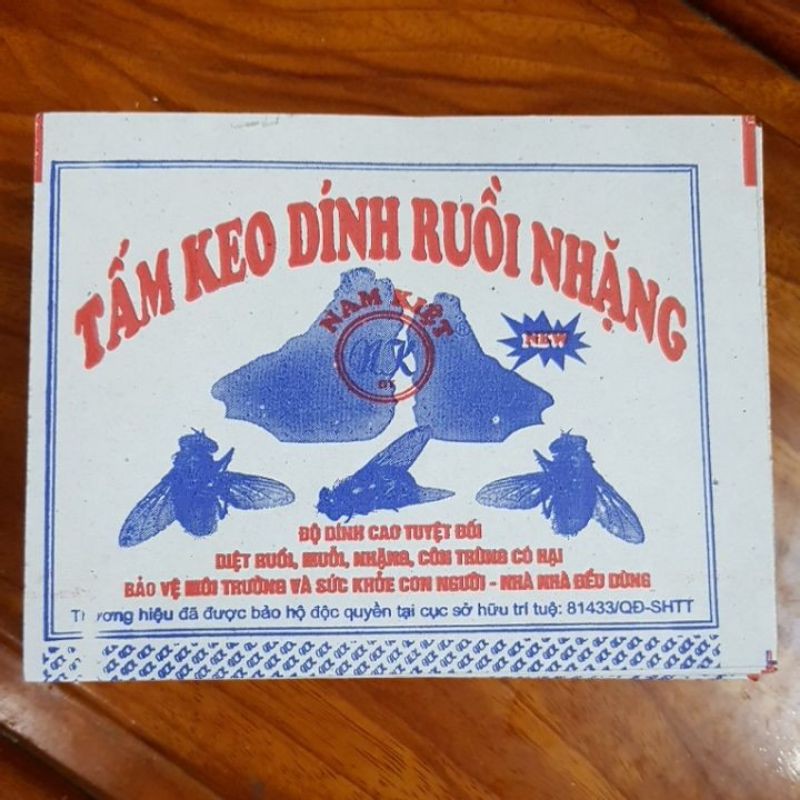 TẤM KEO DÍNH RUỒI NHẶNG
NAM KIỆT
NK
ĐT
NEW
ĐỘ DÍNH CAO TUYỆT ĐỐI
DIỆT RUỒI, MUỖI, NHẶNG, CÔN TRÙNG CÓ HẠI
BẢO VỆ MÔI TRƯỜNG VÀ SỨC KHỎE CON NGƯỜI - NHÀ NHÀ ĐỀU DÙNG
Thương hiệu đã được bảo hộ độc quyền tại cục sở hữu trí tuệ: 81433/QĐ-SHTT